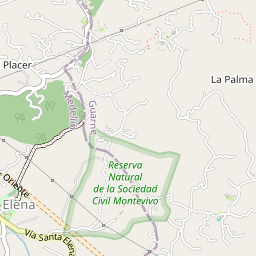 Placer
La Palma
Guarne
Medellín
Reserva
Natural
de la Sociedad
Civil Montevivo
Oriente
Elena
Vía Santa Elena